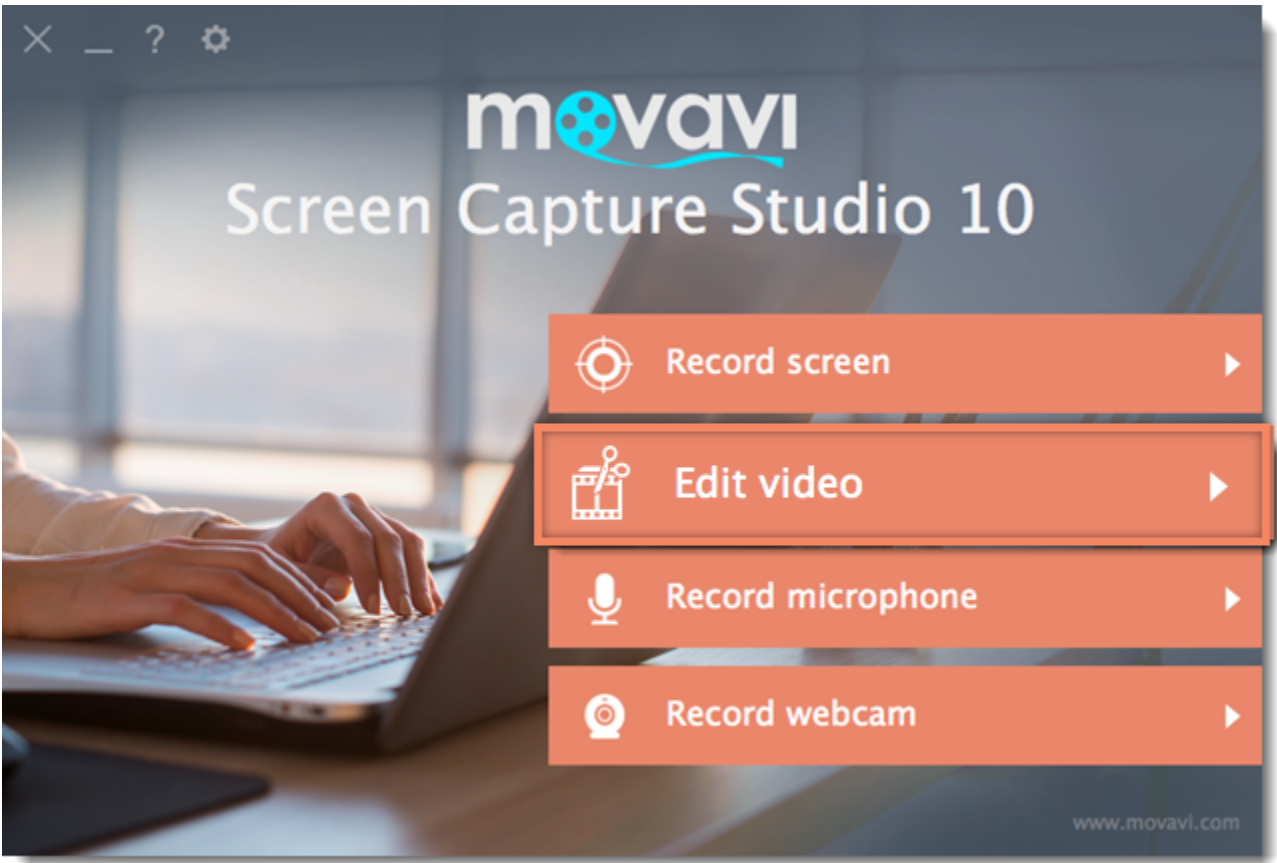 ?
movavi
Screen Capture Studio 10
Record screen
Edit video
Record microphone
Record webcam
www.movavi.com